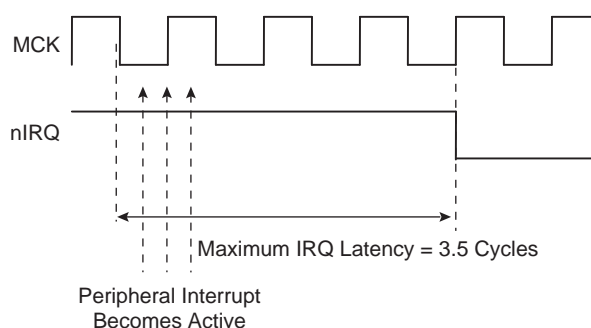 MCK
nIRQ
Maximum IRQ Latency = 3.5 Cycles
Peripheral Interrupt
Becomes Active